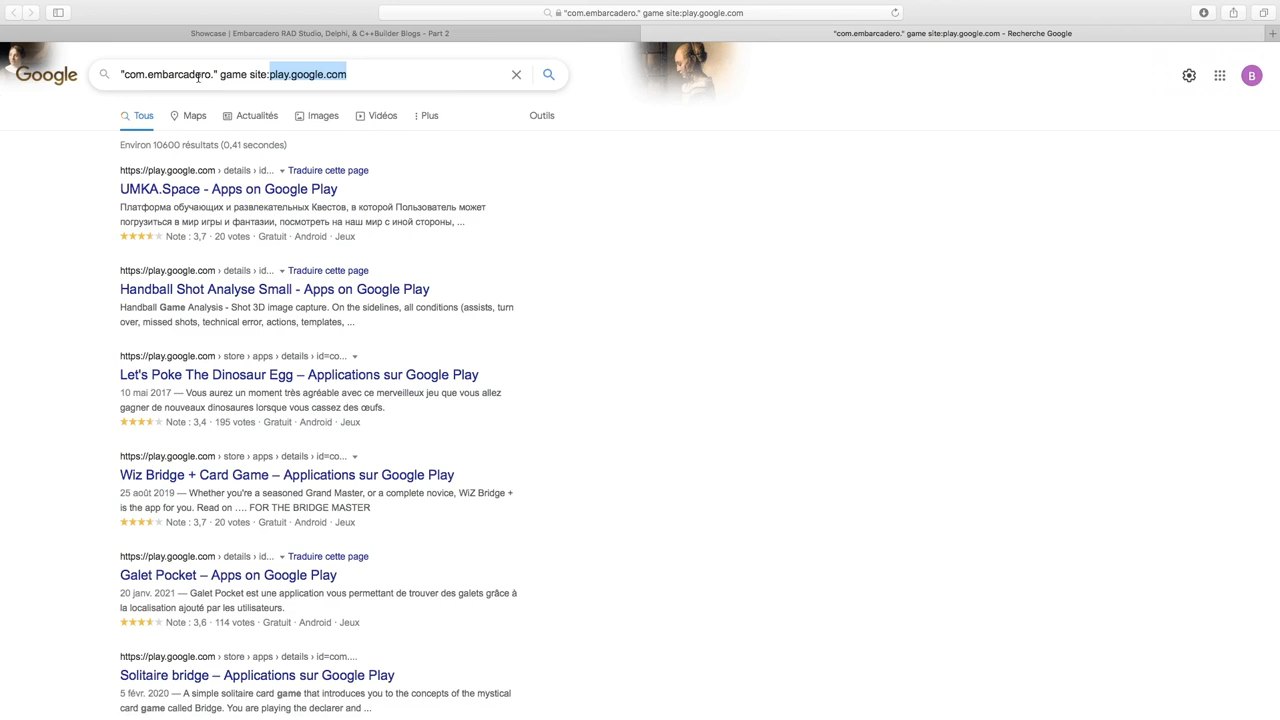 "com.embarcadero." game site:play.google.com
Showcase | Embarcadero RAD Studio, Delphi, & C++Builder Blogs - Part 2
"com.embarcadero." game site:play.google.com - Recherche Google
Google
"com.embarcadero." game site:play.google.com
B
Tous
Maps
Actualités
Images
Vidéos
Plus
Outils
Environ 10600 résultats (0,41 secondes)
https://play.google.com › details › id... Traduire cette page
UMKA.Space - Apps on Google Play
Платформа обучающих и развлекательных Квестов, в которой Пользователь может
погрузиться в мир игры и фантазии, посмотреть на наш мир с иной стороны, ...
Note : 3,7 · 20 votes · Gratuit · Android · Jeux
https://play.google.com › details › id... Traduire cette page
Handball Shot Analyse Small - Apps on Google Play
Handball Game Analysis - Shot 3D image capture. On the sidelines, all conditions (assists, turn
over, missed shots, technical error, actions, templates, ...
https://play.google.com › store › apps › details › id=co...
Let's Poke The Dinosaur Egg – Applications sur Google Play
10 mai 2017 — Vous aurez un moment très agréable avec ce merveilleux jeu que vous allez
gagner de nouveaux dinosaures lorsque vous cassez des œufs.
Note : 3,4 · 195 votes · Gratuit · Android · Jeux
https://play.google.com › store › apps › details › id=co...
Wiz Bridge + Card Game – Applications sur Google Play
25 août 2019 — Whether you're a seasoned Grand Master, or a complete novice, WiZ Bridge +
is the app for you. Read on …. FOR THE BRIDGE MASTER
Note : 3,7 · 20 votes · Gratuit · Android · Jeux
https://play.google.com › details › id... Traduire cette page
Galet Pocket – Apps on Google Play
20 janv. 2021 — Galet Pocket est une application vous permettant de trouver des galets grâce à
la localisation ajouté par les utilisateurs.
Note : 3,6 · 114 votes · Gratuit · Android · Jeux
https://play.google.com › store › apps › details › id=com....
Solitaire bridge – Applications sur Google Play
5 févr. 2020 — A simple solitaire card game that introduces you to the concepts of the mystical
card game called Bridge. You are playing the declarer and ...